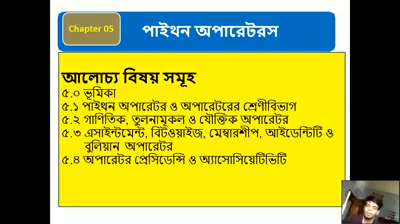 Chapter 05
পাইথন অপারেটরস
আলোচ্য বিষয় সমূহ
৫.০ ভূমিকা
৫.১ পাইথন অপারেটর ও অপারেটরের শ্রেণীবিভাগ
৫.২ গাণিতিক, তুলনামূলক ও যৌক্তিক অপারেটর
৫.৩ এসাইনমেন্ট, বিটওয়াইজ, মেম্বারশীপ, আইডেন্টিটি ও
বুলিয়ান অপারেটর
৫.৪ অপারেটর প্রেসিডেন্সি ও অ্যাসোসিয়েটিভিটি